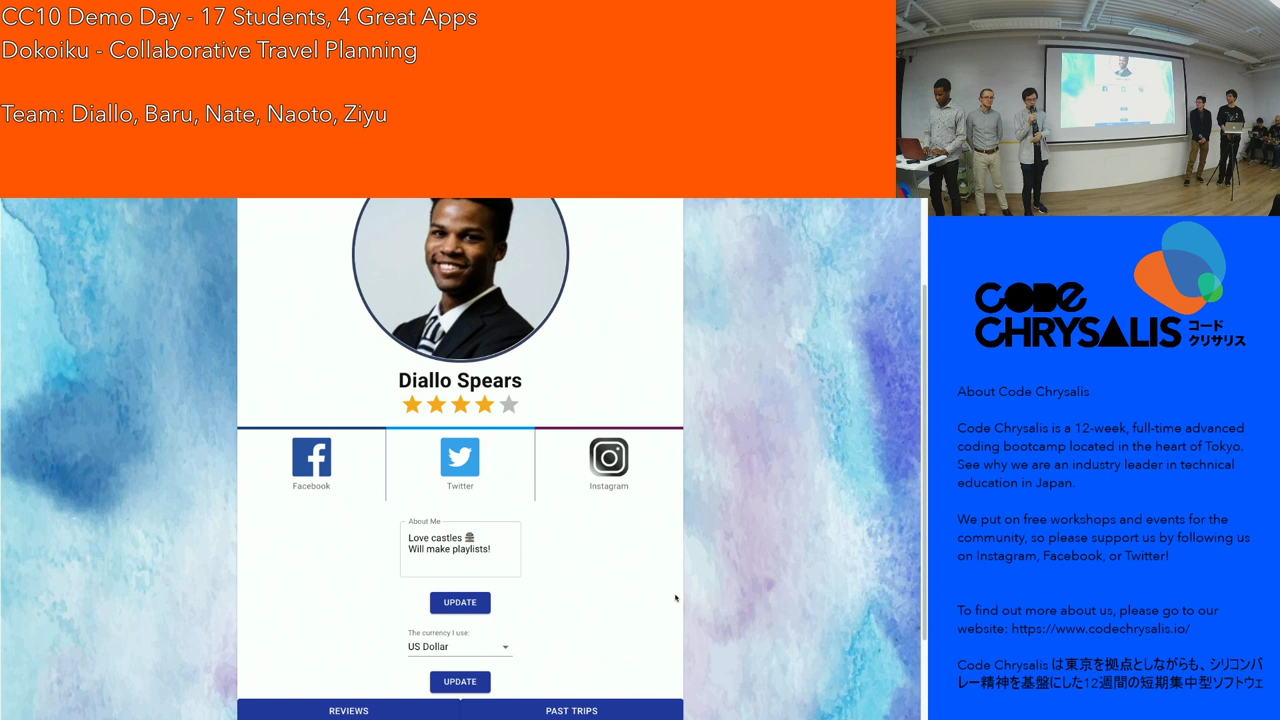 CC10 Demo Day - 17 Students, 4 Great Apps
Dokoiku - Collaborative Travel Planning
Team: Diallo, Baru, Nate, Naoto, Ziyu
Diallo Spears
Facebook
Twitter
Instagram
About Me
Love castles 🏯
Will make playlists!
UPDATE
The currency I use:
US Dollar
UPDATE
REVIEWS
PAST TRIPS
CODE
CHRYSALIS
コード
クリサリス
About Code Chrysalis
Code Chrysalis is a 12-week, full-time advanced
coding bootcamp located in the heart of Tokyo.
See why we are an industry leader in technical
education in Japan.
We put on free workshops and events for the
community, so please support us by following us
on Instagram, Facebook, or Twitter!
To find out more about us, please go to our
website: https://www.codechrysalis.io/
Code Chrysalis は東京を拠点としながらも、シリコンバ
レー精神を基盤にした12週間の短期集中型ソフトウェ